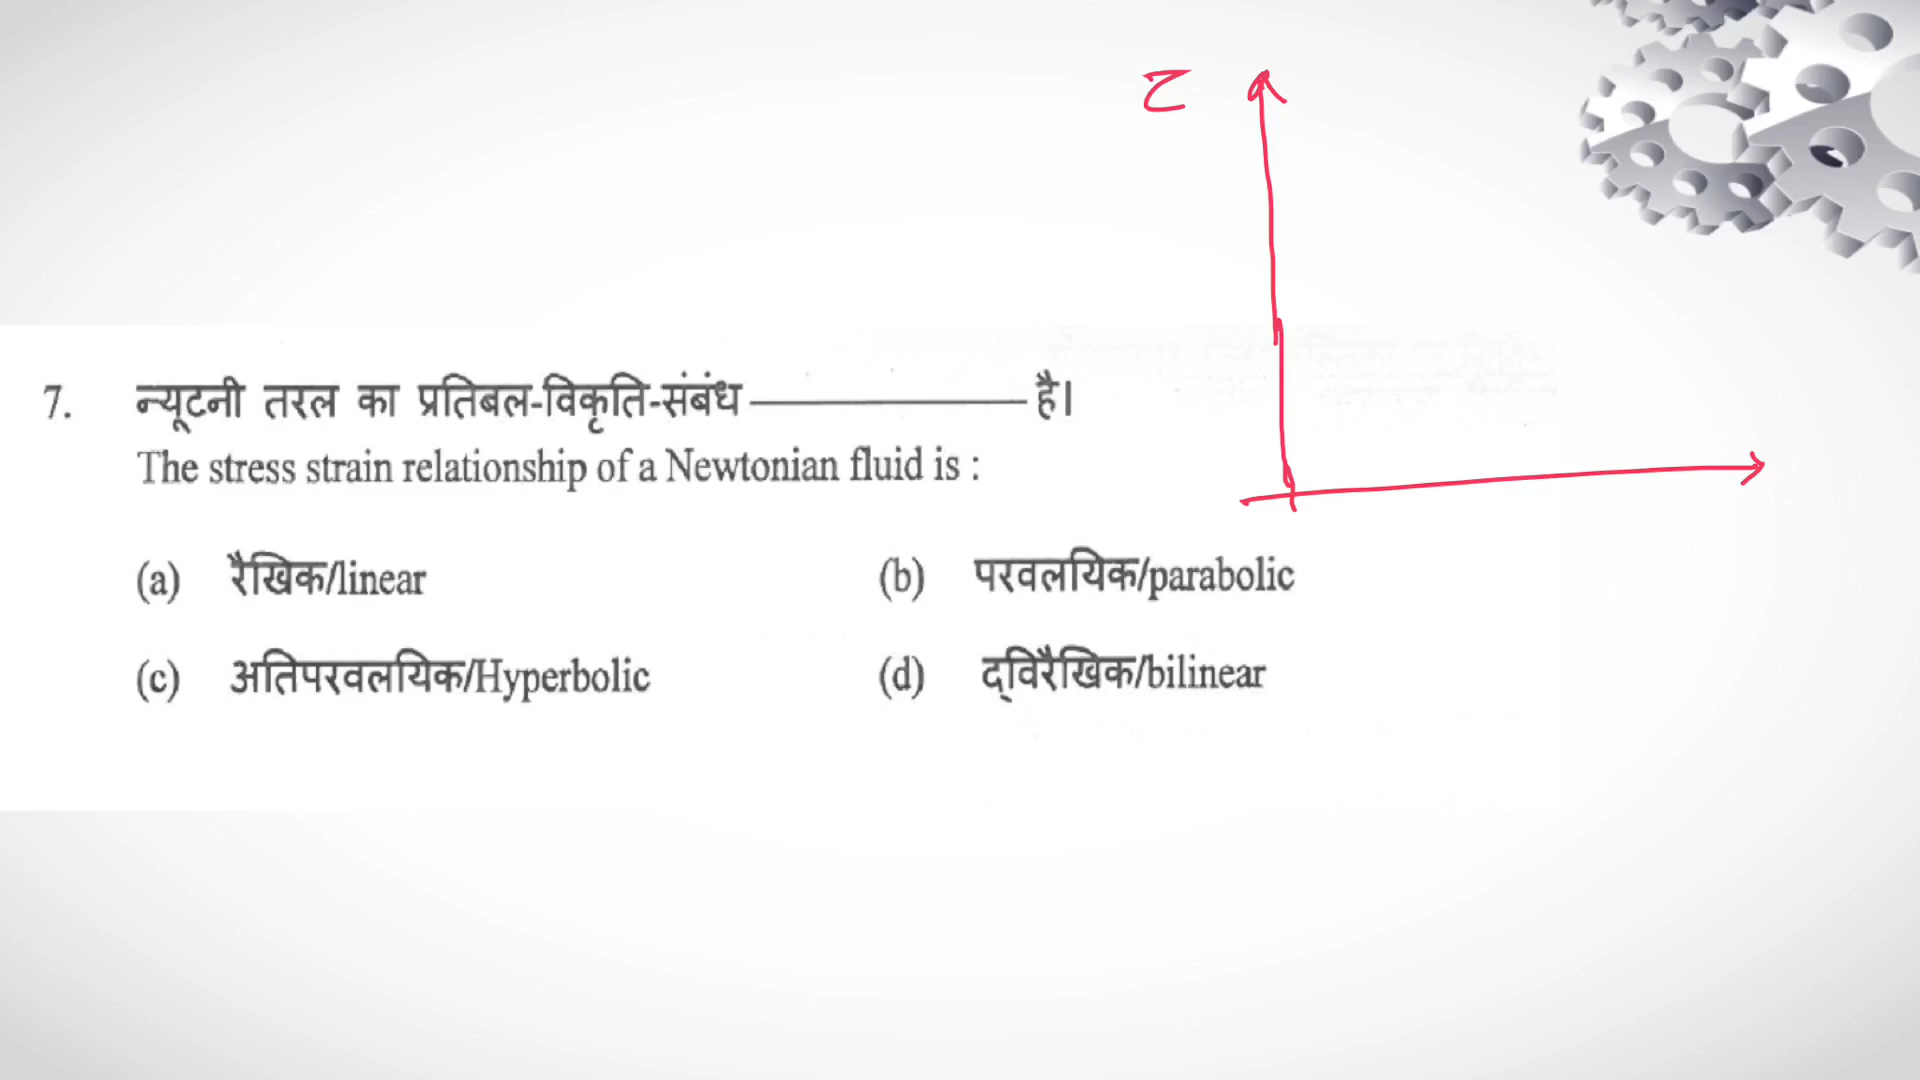 τ
7. न्यूटनी तरल का प्रतिबल-विकृति-संबंध ——————— है।
The stress strain relationship of a Newtonian fluid is :
(a) रैखिक/linear (b) परवलयिक/parabolic
(c) अतिपरवलयिक/Hyperbolic (d) द्विरैखिक/bilinear